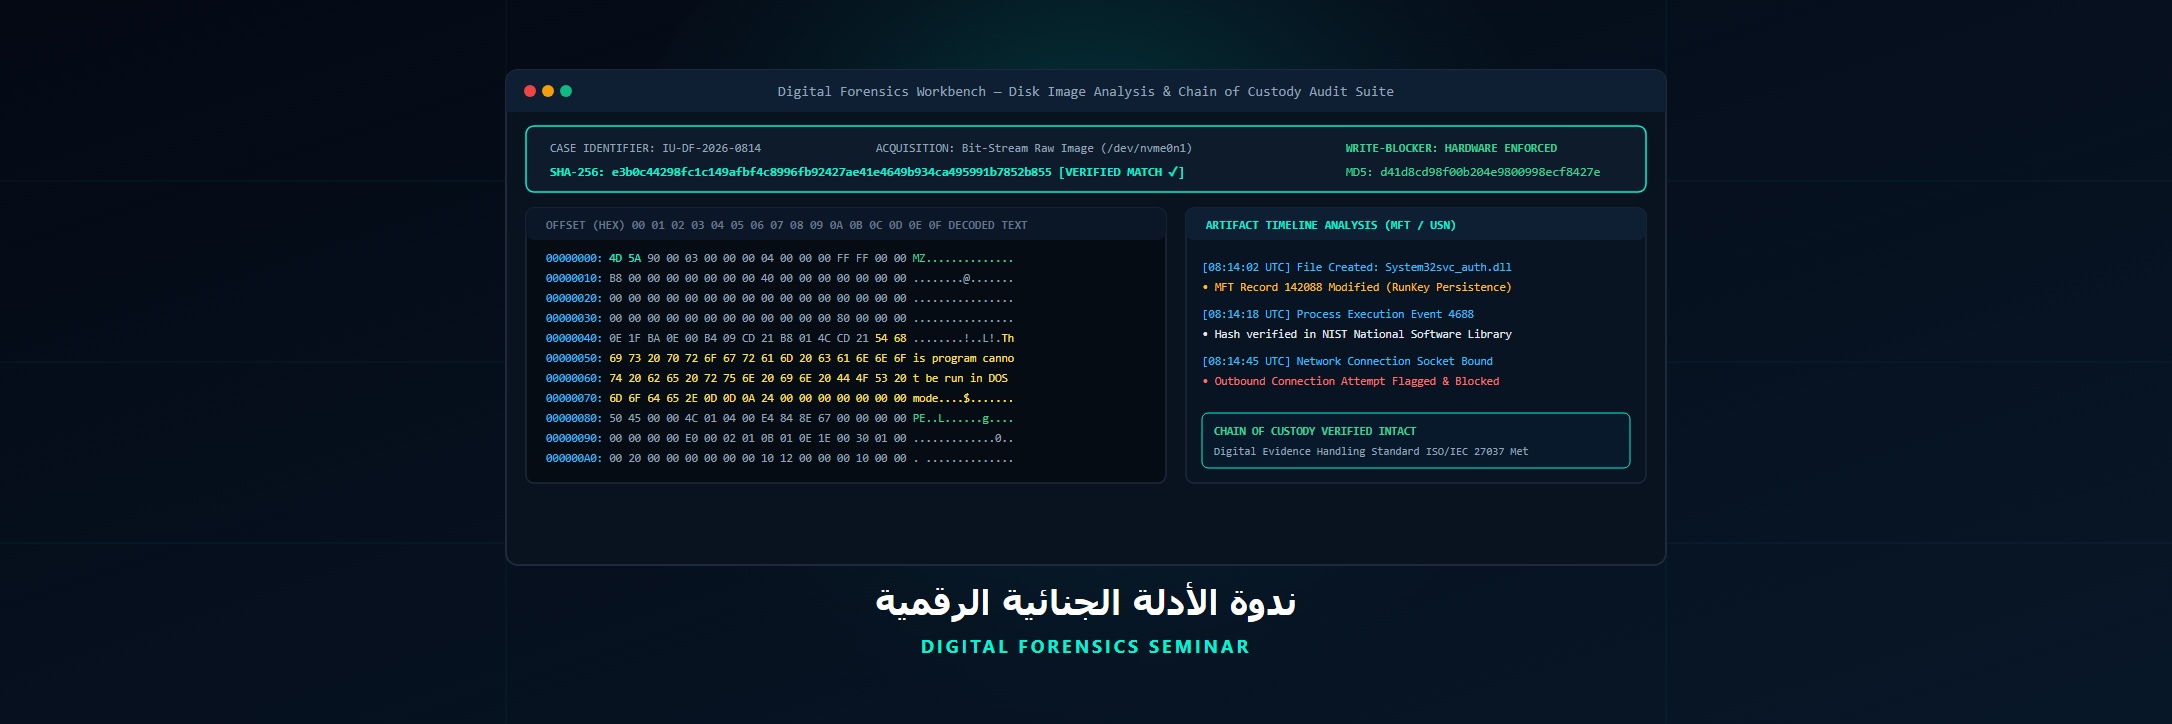 Digital Forensics Workbench — Disk Image Analysis & Chain of Custody Audit Suite
CASE IDENTIFIER: IU-DF-2026-0814 ACQUISITION: Bit-Stream Raw Image (/dev/nvme0n1) WRITE-BLOCKER: HARDWARE ENFORCED
SHA-256: e3b0c44298fc1c149afbf4c8996fb92427ae41e4649b934ca495991b7852b855 [VERIFIED MATCH ✓] MD5: d41d8cd98f00b204e9800998ecf8427e
OFFSET (HEX) 00 01 02 03 04 05 06 07 08 09 0A 0B 0C 0D 0E 0F DECODED TEXT
00000000: 4D 5A 90 00 03 00 00 00 04 00 00 00 FF FF 00 00 MZ..............
00000010: B8 00 00 00 00 00 00 00 40 00 00 00 00 00 00 00 ........@.......
00000020: 00 00 00 00 00 00 00 00 00 00 00 00 00 00 00 00 ................
00000030: 00 00 00 00 00 00 00 00 00 00 00 00 80 00 00 00 ................
00000040: 0E 1F BA 0E 00 B4 09 CD 21 B8 01 4C CD 21 54 68 ........!..L!.Th
00000050: 69 73 20 70 72 6F 67 72 61 6D 20 63 61 6E 6E 6F is program canno
00000060: 74 20 62 65 20 72 75 6E 20 69 6E 20 44 4F 53 20 t be run in DOS
00000070: 6D 6F 64 65 2E 0D 0D 0A 24 00 00 00 00 00 00 00 mode....$.......
00000080: 50 45 00 00 4C 01 04 00 E4 84 8E 67 00 00 00 00 PE..L......g....
00000090: 00 00 00 00 E0 00 02 01 0B 01 0E 1E 00 30 01 00 .............0..
000000A0: 00 20 00 00 00 00 00 00 10 12 00 00 00 10 00 00 . ..............
ARTIFACT TIMELINE ANALYSIS (MFT / USN)
[08:14:02 UTC] File Created: System32svc_auth.dll
• MFT Record 142088 Modified (RunKey Persistence)
[08:14:18 UTC] Process Execution Event 4688
• Hash verified in NIST National Software Library
[08:14:45 UTC] Network Connection Socket Bound
• Outbound Connection Attempt Flagged & Blocked
CHAIN OF CUSTODY VERIFIED INTACT
Digital Evidence Handling Standard ISO/IEC 27037 Met
ندوة الأدلة الجنائية الرقمية
DIGITAL FORENSICS SEMINAR